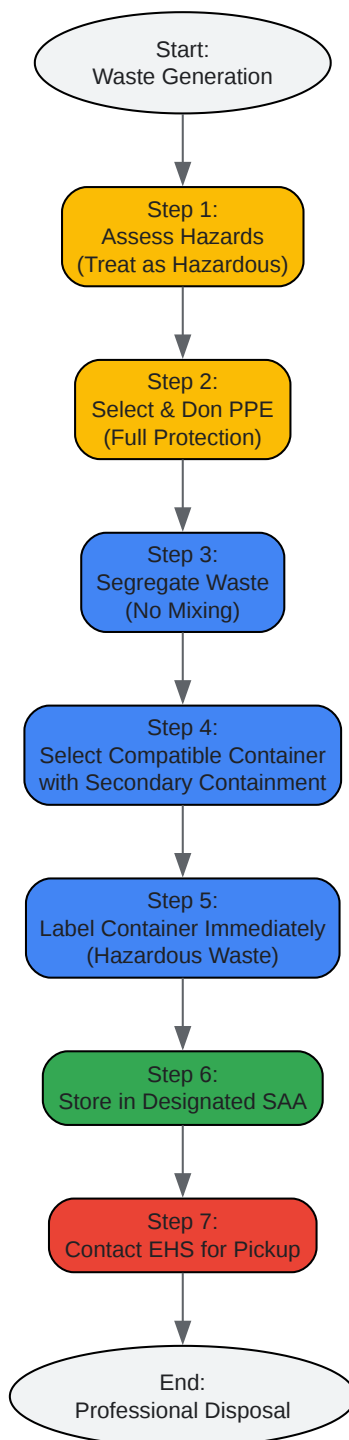 Start:
Waste Generation
Step 1:
Assess Hazards
(Treat as Hazardous)
Step 2:
Select & Don PPE
(Full Protection)
Step 3:
Segregate Waste
(No Mixing)
Step 4:
Select Compatible Container
with Secondary Containment
Step 5:
Label Container Immediately
(Hazardous Waste)
Step 6:
Store in Designated SAA
Step 7:
Contact EHS for Pickup
End:
Professional Disposal